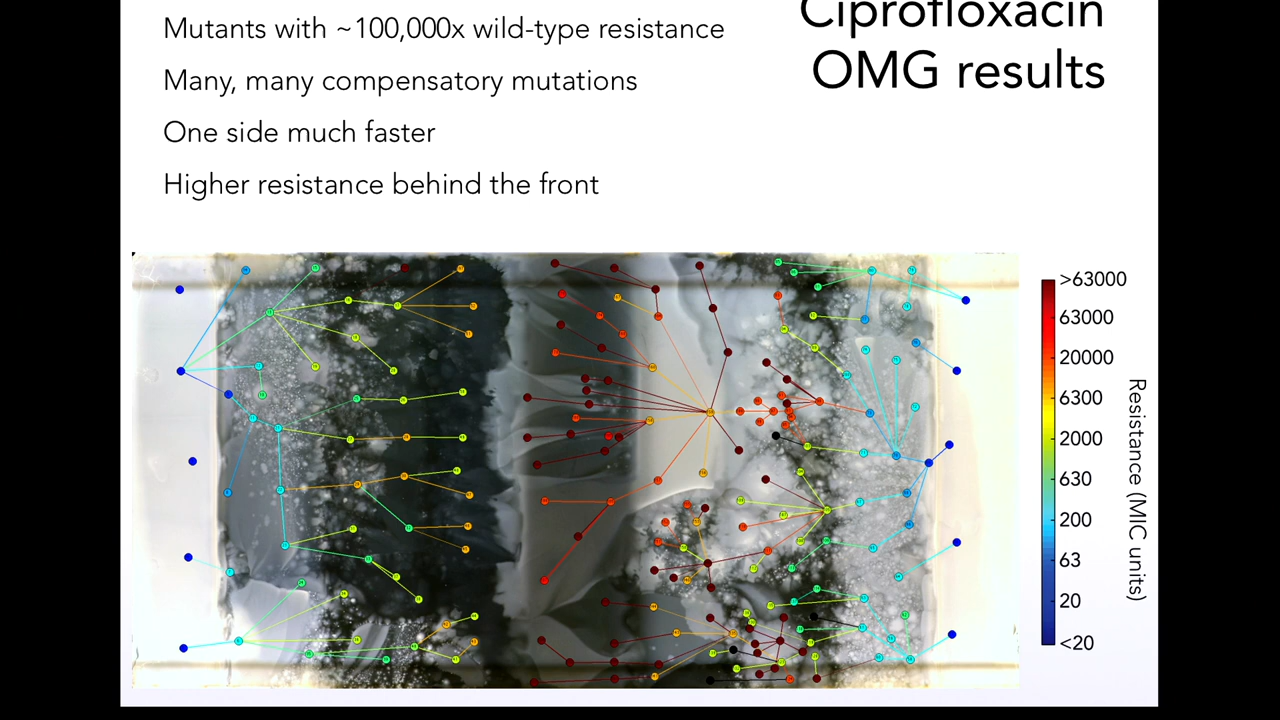 Mutants with ~100,000x wild-type resistance
Many, many compensatory mutations
One side much faster
Higher resistance behind the front
Ciprofloxacin
OMG results
>63000
63000
20000
6300
2000
630
200
63
20
<20
Resistance (MIC units)